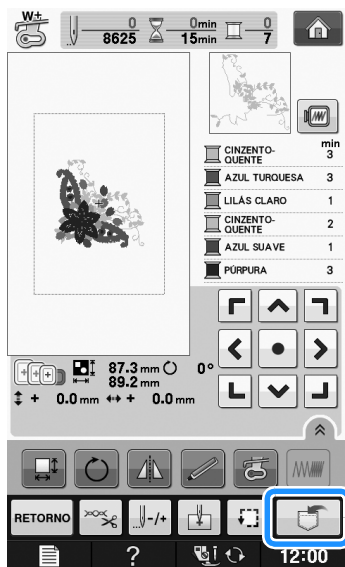 W+
0
8625
0min
15min
0
7
min
CINZENTO-
QUENTE 3
AZUL TURQUESA 3
LILÁS CLARO 1
CINZENTO-
QUENTE 2
AZUL SUAVE 1
PÚRPURA 3
87.3 mm 0°
89.2 mm
+ 0.0 mm + 0.0 mm
RETORNO -/+
? 12:00